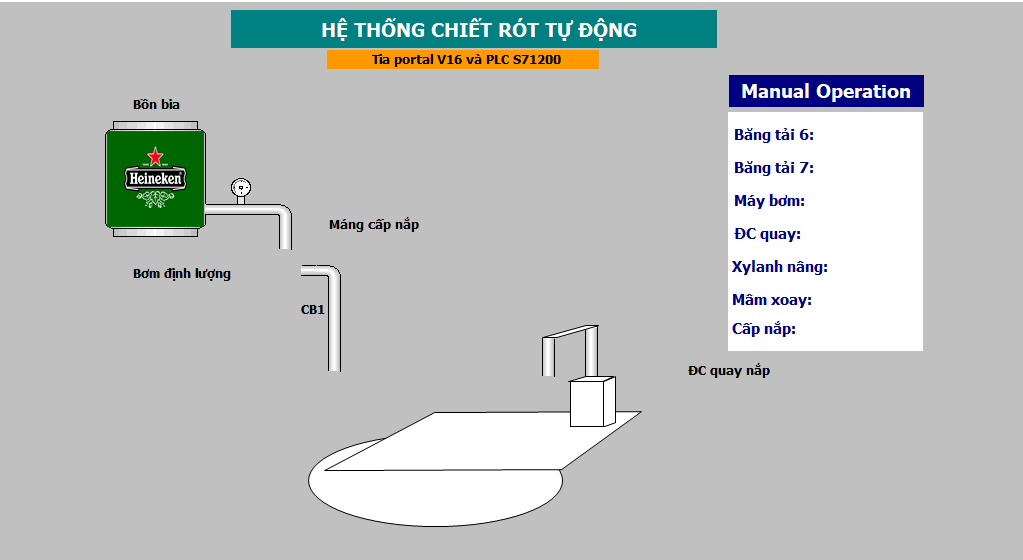 HỆ THỐNG CHIẾT RÓT TỰ ĐỘNG
Tia portal V16 và PLC S71200
Manual Operation
Bồn bia
Heineken
Băng tải 6:
Băng tải 7:
Máy bơm:
ĐC quay:
Xylanh nâng:
Mâm xoay:
Cấp nắp:
Máng cấp nắp
Bơm định lượng
CB1
ĐC quay nắp